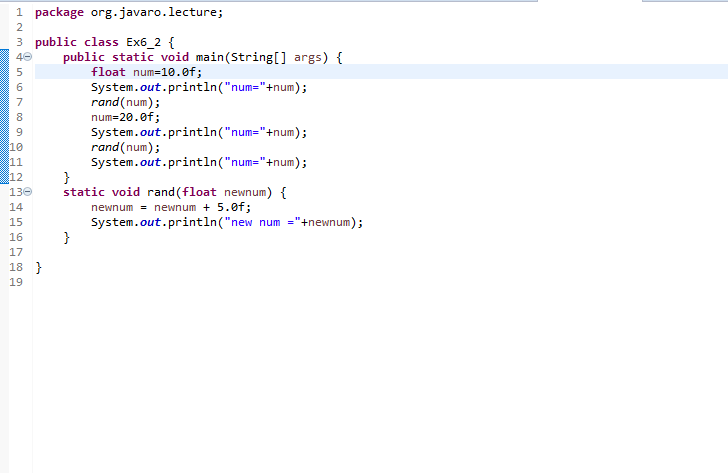 1 package org.javaro.lecture;
2
3 public class Ex6_2 {
4 public static void main(String[] args) {
5 float num=10.0f;
6 System.out.println("num="+num);
7 rand(num);
8 num=20.0f;
9 System.out.println("num="+num);
10 rand(num);
11 System.out.println("num="+num);
12 }
13 static void rand(float newnum) {
14 newnum = newnum + 5.0f;
15 System.out.println("new num ="+newnum);
16 }
17
18 }
19